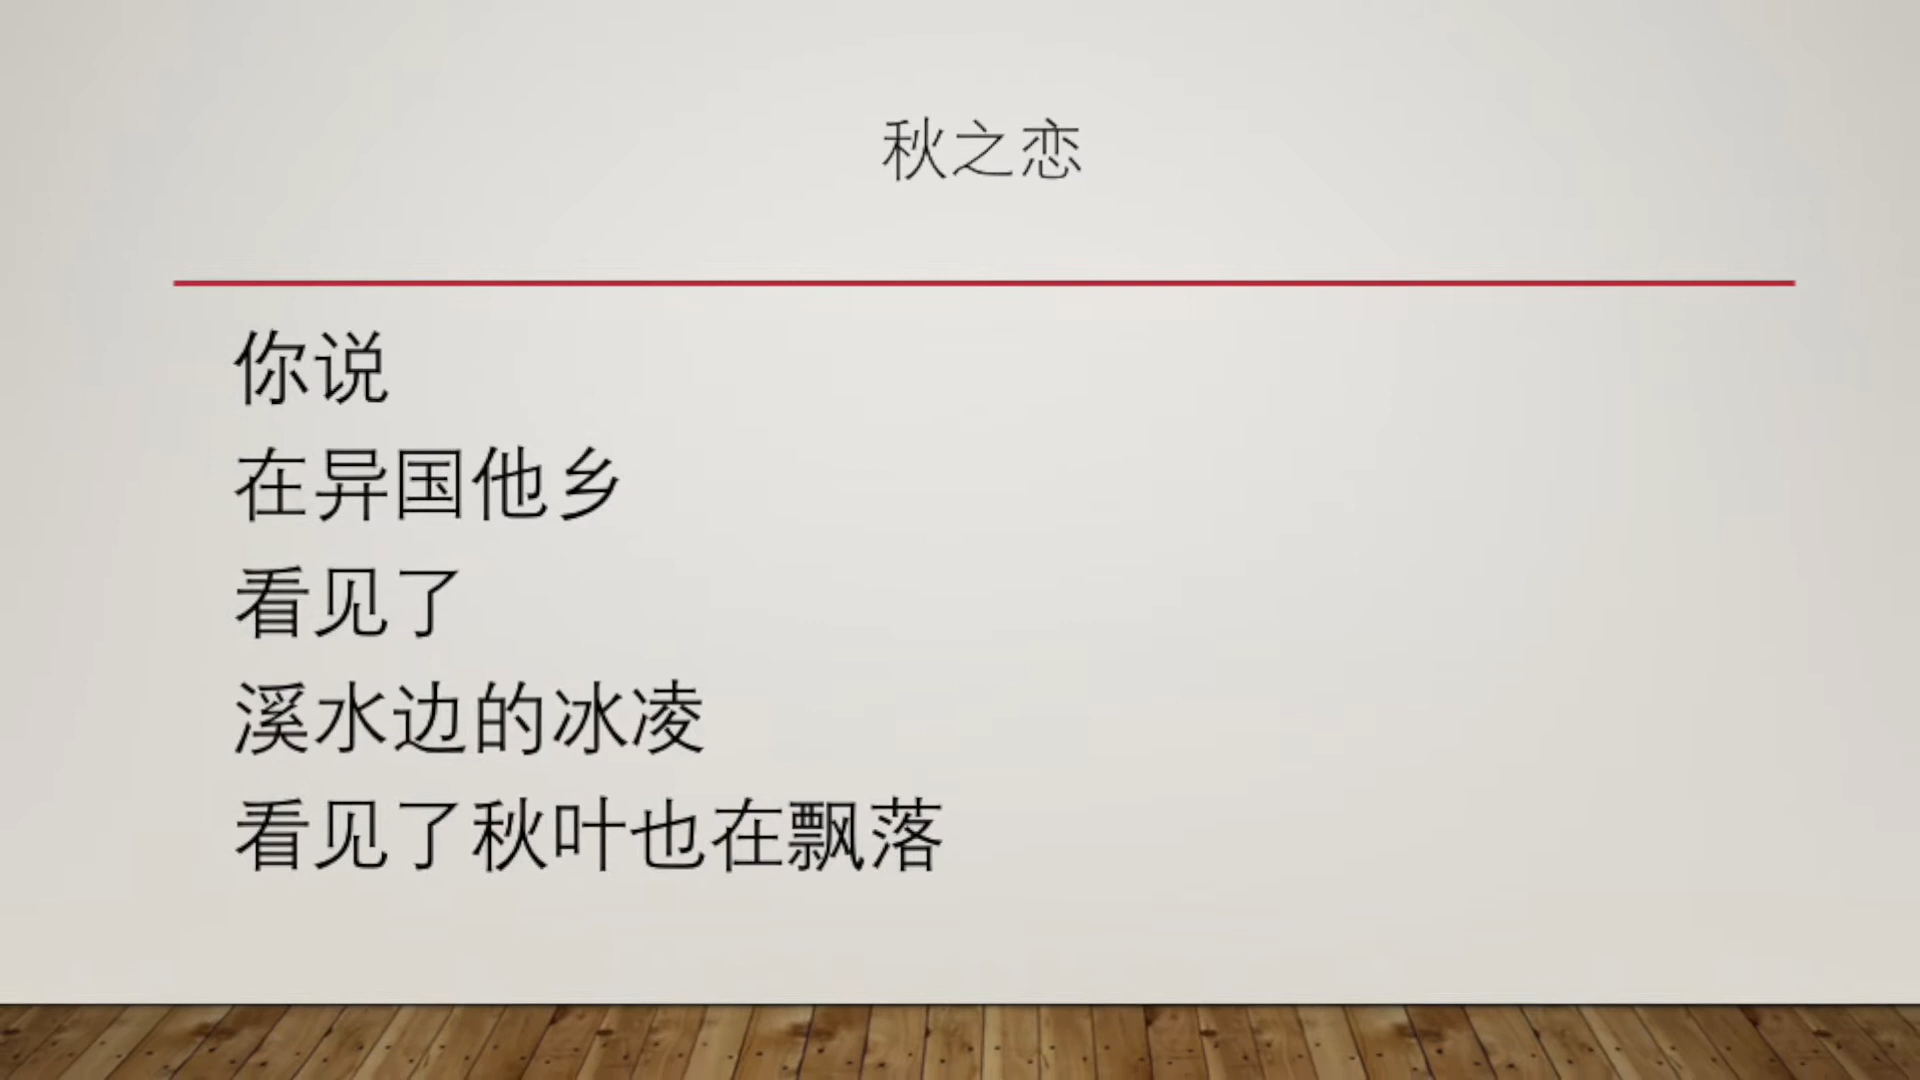 秋之恋
你说
在异国他乡
看见了
溪水边的冰凌
看见了秋叶也在飘落